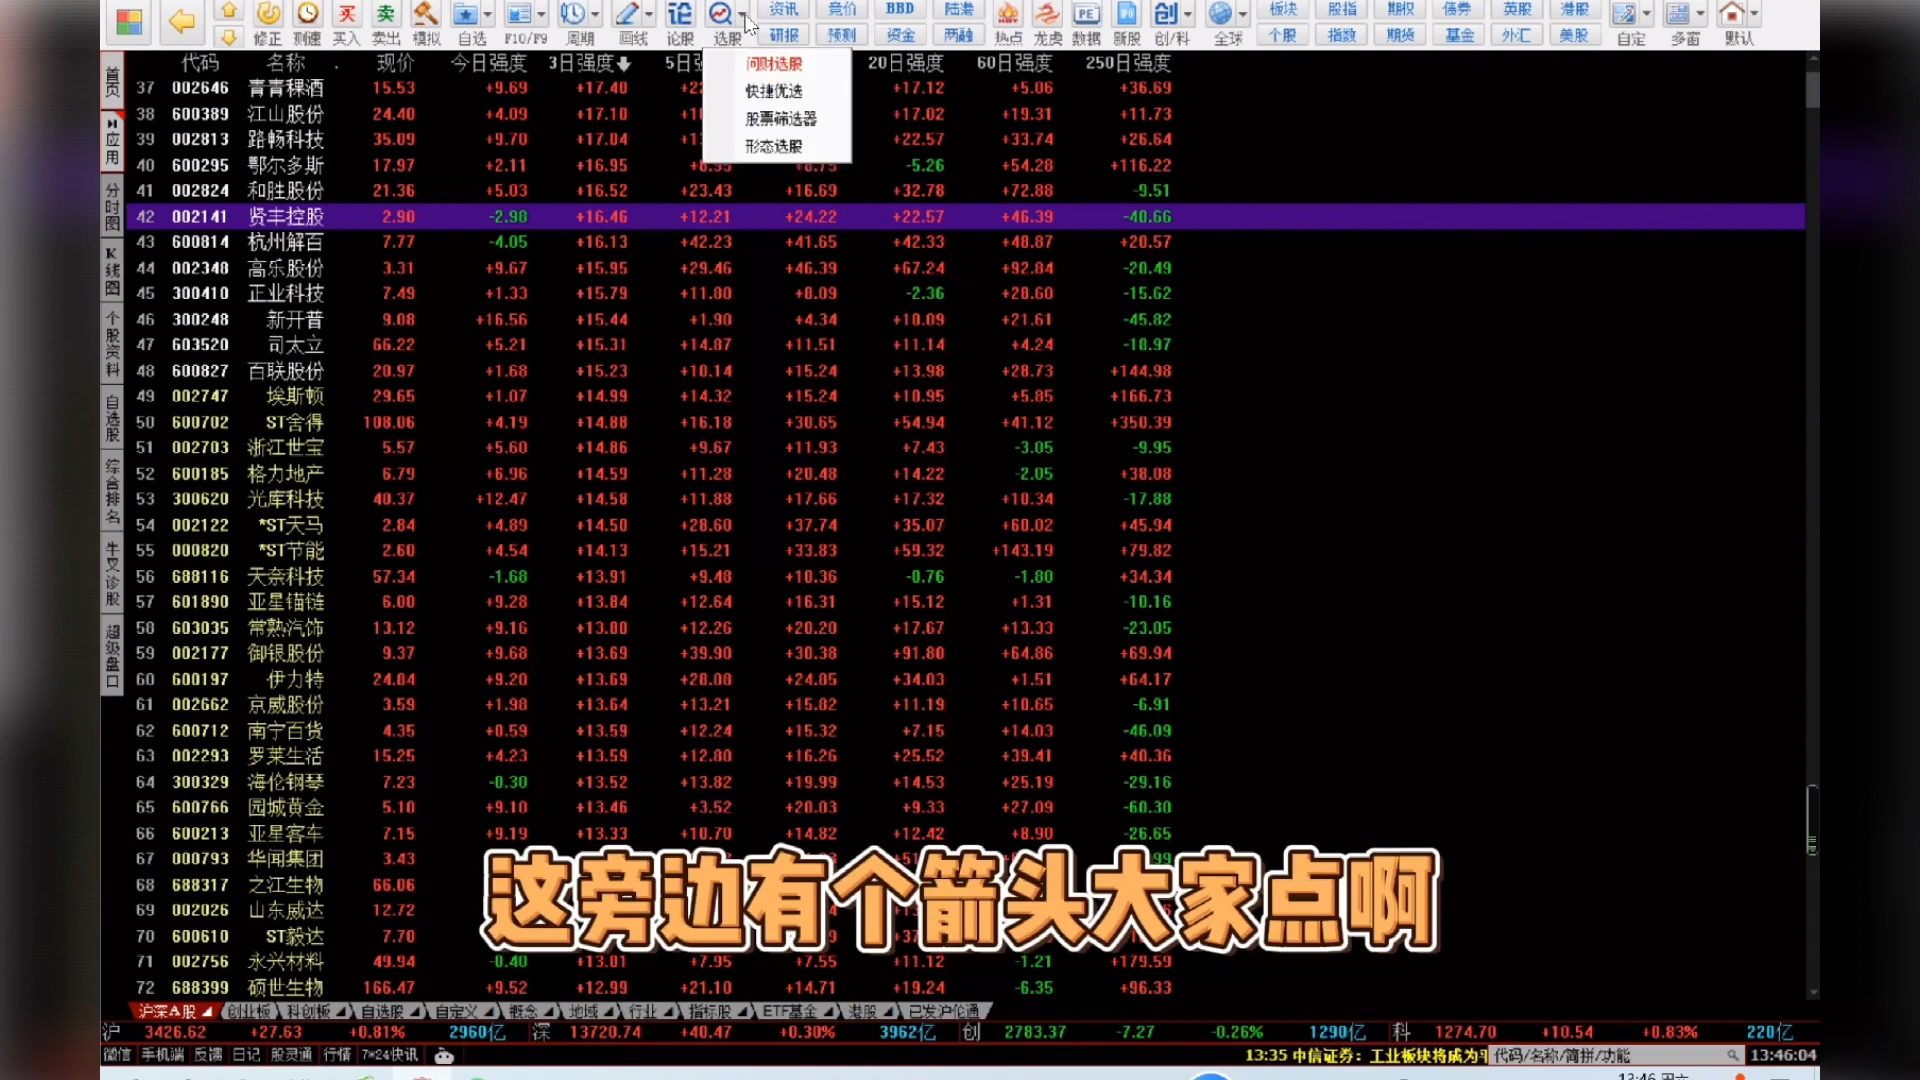 修正 测速 买入 卖出 模拟 自选 F10/F9 周期 画线 论股 选股 资讯 竞价 BBD 陆港 热点 龙虎 数据 新股 创/科 全球 板块 股指 期权 债券 英股 港股 自定 多窗 默认
研报 预测 资金 两融 个股 指数 期货 基金 外汇 美股
问财选股
快捷优选
股票筛选器
形态选股
首页
应用
分时图
K线图
个股资料
自选股
综合排名
牛叉诊股
超级盘口
代码 名称 现价 今日强度 3日强度 5日 20日强度 60日强度 250日强度
37 002646 青青稞酒 15.53 +9.69 +17.40 +17.12 +5.06 +36.69
38 600389 江山股份 24.40 +4.09 +17.10 +17.02 +19.31 +11.73
39 002813 路畅科技 35.09 +9.70 +17.04 +22.57 +33.74 +26.64
40 600295 鄂尔多斯 17.97 +2.11 +16.95 -5.26 +54.28 +116.22
41 002824 和胜股份 21.36 +5.03 +16.52 +23.43 +16.69 +32.78 +72.88 -9.51
42 002141 贤丰控股 2.90 -2.98 +16.46 +12.21 +24.22 +22.57 +46.39 -40.66
43 600814 杭州解百 7.77 -4.05 +16.13 +42.23 +41.65 +42.33 +48.87 +20.57
44 002348 高乐股份 3.31 +9.67 +15.95 +29.46 +46.39 +67.24 +92.84 -20.49
45 300410 正业科技 7.49 +1.33 +15.79 +11.80 +8.09 -2.36 +20.60 -15.62
46 300248 新开普 9.08 +16.56 +15.44 +1.90 +4.34 +10.09 +21.61 -45.82
47 603520 司太立 66.22 +5.21 +15.31 +14.87 +11.51 +11.14 +4.24 -18.97
48 600827 百联股份 20.97 +1.68 +15.23 +10.14 +15.24 +13.98 +28.73 +144.98
49 002747 埃斯顿 29.65 +1.07 +14.99 +14.32 +15.24 +10.95 +5.85 +166.73
50 600702 ST舍得 108.06 +4.19 +14.88 +16.18 +30.65 +54.94 +41.12 +350.39
51 002703 浙江世宝 5.57 +5.60 +14.86 +9.67 +11.93 +7.43 -3.05 -9.95
52 600185 格力地产 6.79 +6.96 +14.59 +11.28 +20.48 +14.22 -2.05 +38.08
53 300620 光库科技 40.37 +12.47 +14.58 +11.88 +17.66 +17.32 +10.34 -17.88
54 002122 *ST天马 2.84 +4.89 +14.50 +28.60 +37.74 +35.07 +60.02 +45.94
55 000820 *ST节能 2.60 +4.54 +14.13 +15.21 +33.83 +59.32 +143.19 +79.82
56 688116 天奈科技 57.34 -1.68 +13.91 +9.48 +10.36 -0.76 -1.80 +34.34
57 601890 亚星锚链 6.00 +9.28 +13.84 +12.64 +16.31 +15.12 +1.31 -10.16
58 603035 常熟汽饰 13.12 +9.16 +13.80 +12.26 +20.20 +17.67 +13.33 -23.05
59 002177 御银股份 9.37 +9.68 +13.69 +39.90 +30.38 +91.80 +64.86 +69.94
60 600197 伊力特 24.84 +9.20 +13.69 +20.08 +24.85 +34.03 +1.51 +64.17
61 002662 京威股份 3.59 +1.98 +13.64 +13.21 +15.82 +11.19 +10.65 -6.91
62 600712 南宁百货 4.35 +0.59 +13.59 +12.24 +15.32 +7.15 +14.03 -46.09
63 002293 罗莱生活 15.25 +4.23 +13.59 +12.80 +16.26 +25.52 +39.41 +40.36
64 300329 海伦钢琴 7.23 -0.30 +13.52 +13.82 +19.99 +14.53 +25.19 -29.16
65 600766 园城黄金 5.10 +9.10 +13.46 +3.52 +20.03 +9.33 +27.09 -60.30
66 600213 亚星客车 7.15 +9.19 +13.33 +10.70 +14.82 +12.42 +8.90 -26.65
67 000793 华闻集团 3.43
68 688317 之江生物 66.06
69 002026 山东威达 12.72
70 600610 ST毅达 7.70
71 002756 永兴材料 49.94 -0.40 +13.01 +7.95 +7.55 +11.12 -1.21 +179.59
72 688399 硕世生物 166.47 +9.52 +12.99 +21.10 +14.71 +19.24 -6.35 +96.33
这旁边有个箭头大家点啊
沪深A股 创业板 科创板 自选股 自定义 概念 地域 行业 指标股 ETF基金 港股 已发沪伦通
沪 3426.62 +27.63 +0.81% 2960亿 深 13720.74 +40.47 +0.30% 3962亿 创 2783.37 -7.27 -0.26% 1290亿 科 1274.70 +10.54 +0.83% 220亿
微信 手机端 反馈 日记 股灵通 行情 7*24快讯 13:35 中信证券：工业板块将成为 代码/名称/简拼/功能 13:46:04